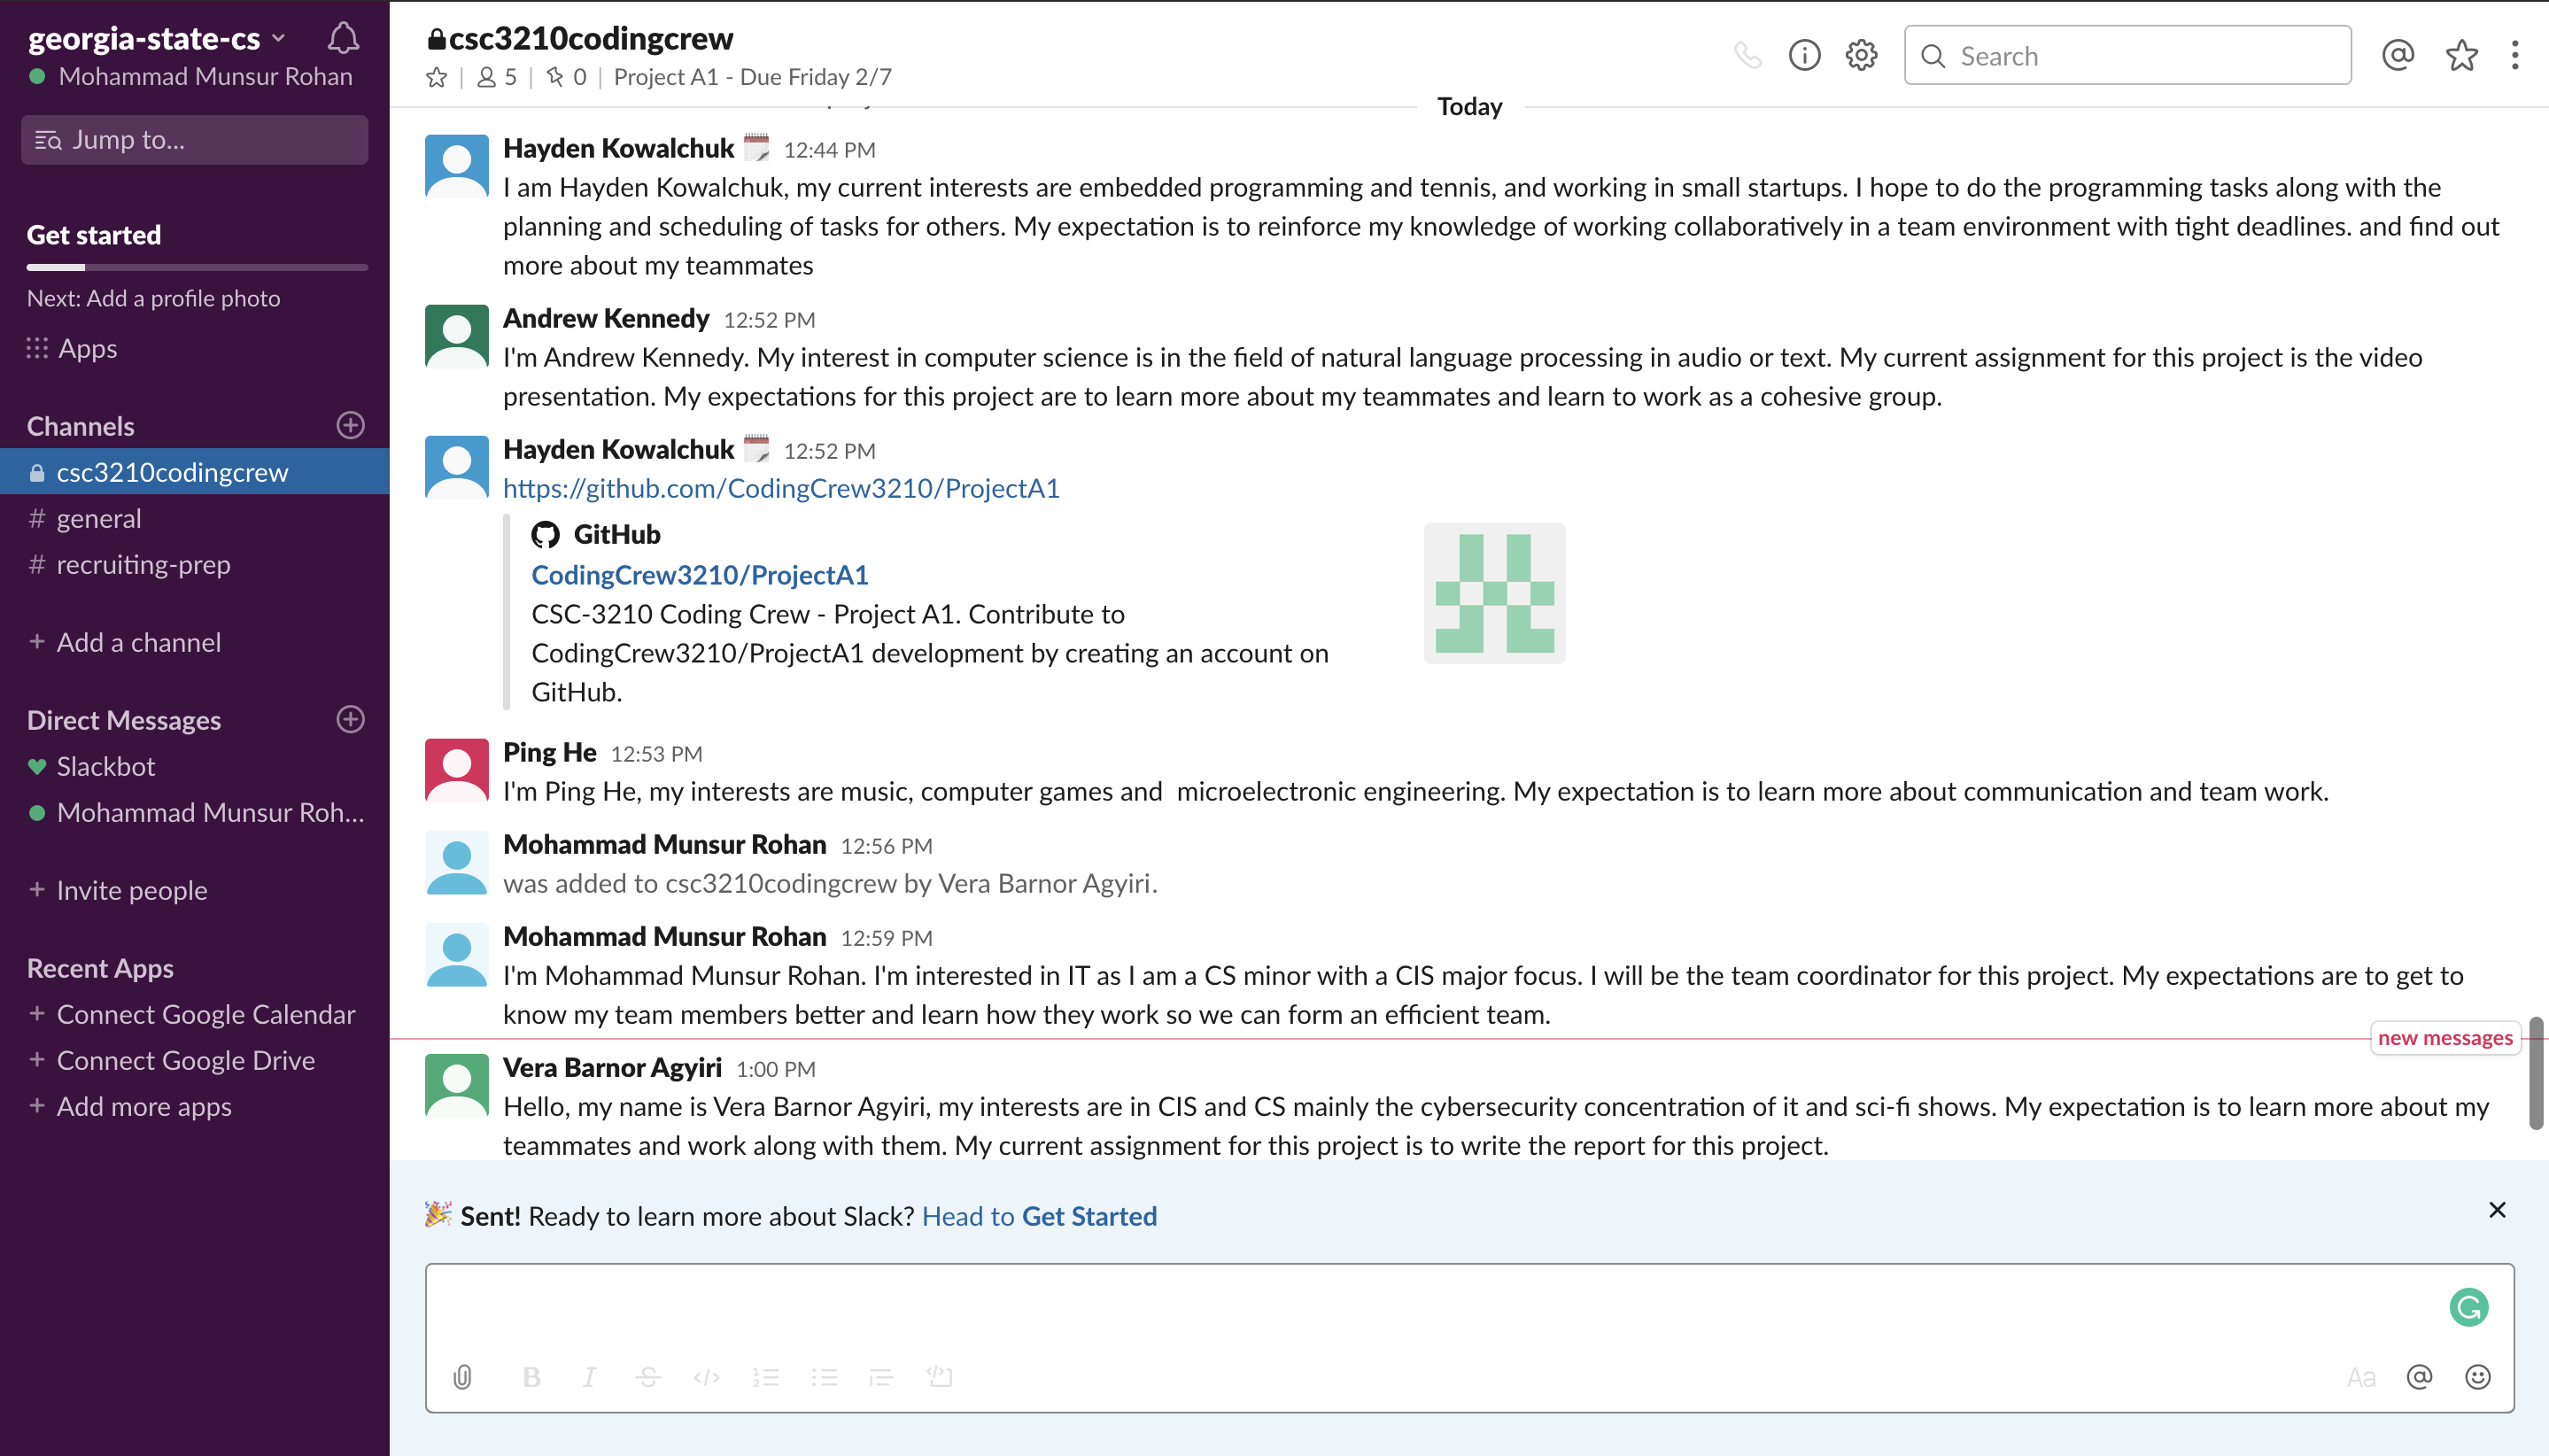 georgia-state-cs
Mohammad Munsur Rohan
Jump to...
Get started
Next: Add a profile photo
Apps
Channels
csc3210codingcrew
# general
# recruiting-prep
+ Add a channel
Direct Messages
Slackbot
Mohammad Munsur Roh...
+ Invite people
Recent Apps
+ Connect Google Calendar
+ Connect Google Drive
+ Add more apps
csc3210codingcrew
5 | 0 | Project A1 - Due Friday 2/7
Search
Today
Hayden Kowalchuk 12:44 PM
I am Hayden Kowalchuk, my current interests are embedded programming and tennis, and working in small startups. I hope to do the programming tasks along with the
planning and scheduling of tasks for others. My expectation is to reinforce my knowledge of working collaboratively in a team environment with tight deadlines. and find out
more about my teammates
Andrew Kennedy 12:52 PM
I'm Andrew Kennedy. My interest in computer science is in the field of natural language processing in audio or text. My current assignment for this project is the video
presentation. My expectations for this project are to learn more about my teammates and learn to work as a cohesive group.
Hayden Kowalchuk 12:52 PM
https://github.com/CodingCrew3210/ProjectA1
GitHub
CodingCrew3210/ProjectA1
CSC-3210 Coding Crew - Project A1. Contribute to
CodingCrew3210/ProjectA1 development by creating an account on
GitHub.
Ping He 12:53 PM
I'm Ping He, my interests are music, computer games and  microelectronic engineering. My expectation is to learn more about communication and team work.
Mohammad Munsur Rohan 12:56 PM
was added to csc3210codingcrew by Vera Barnor Agyiri.
Mohammad Munsur Rohan 12:59 PM
I'm Mohammad Munsur Rohan. I'm interested in IT as I am a CS minor with a CIS major focus. I will be the team coordinator for this project. My expectations are to get to
know my team members better and learn how they work so we can form an efficient team.
new messages
Vera Barnor Agyiri 1:00 PM
Hello, my name is Vera Barnor Agyiri, my interests are in CIS and CS mainly the cybersecurity concentration of it and sci-fi shows. My expectation is to learn more about my
teammates and work along with them. My current assignment for this project is to write the report for this project.
Sent! Ready to learn more about Slack? Head to Get Started
B I S </> Aa @